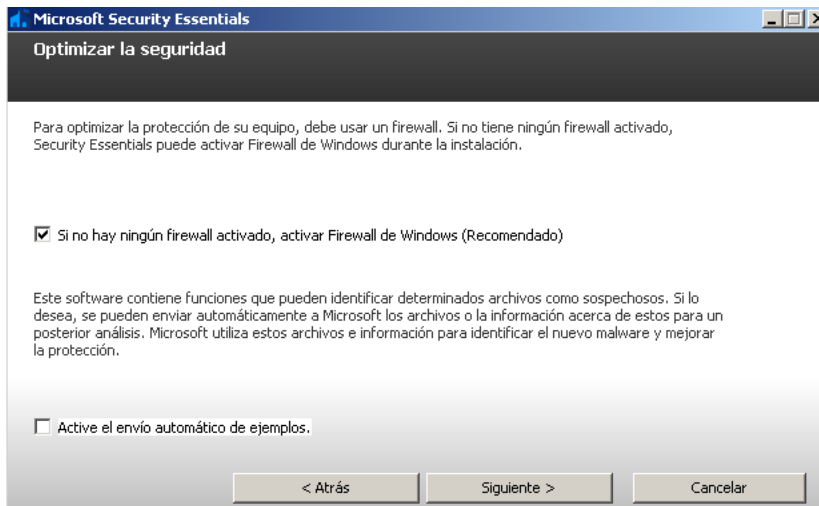 Microsoft Security Essentials
Optimizar la seguridad
Para optimizar la protección de su equipo, debe usar un firewall. Si no tiene ningún firewall activado,
Security Essentials puede activar Firewall de Windows durante la instalación.
Si no hay ningún firewall activado, activar Firewall de Windows (Recomendado)
Este software contiene funciones que pueden identificar determinados archivos como sospechosos. Si lo
desea, se pueden enviar automáticamente a Microsoft los archivos o la información acerca de estos para un
posterior análisis. Microsoft utiliza estos archivos e información para identificar el nuevo malware y mejorar
la protección.
Active el envío automático de ejemplos.
< Atrás
Siguiente >
Cancelar